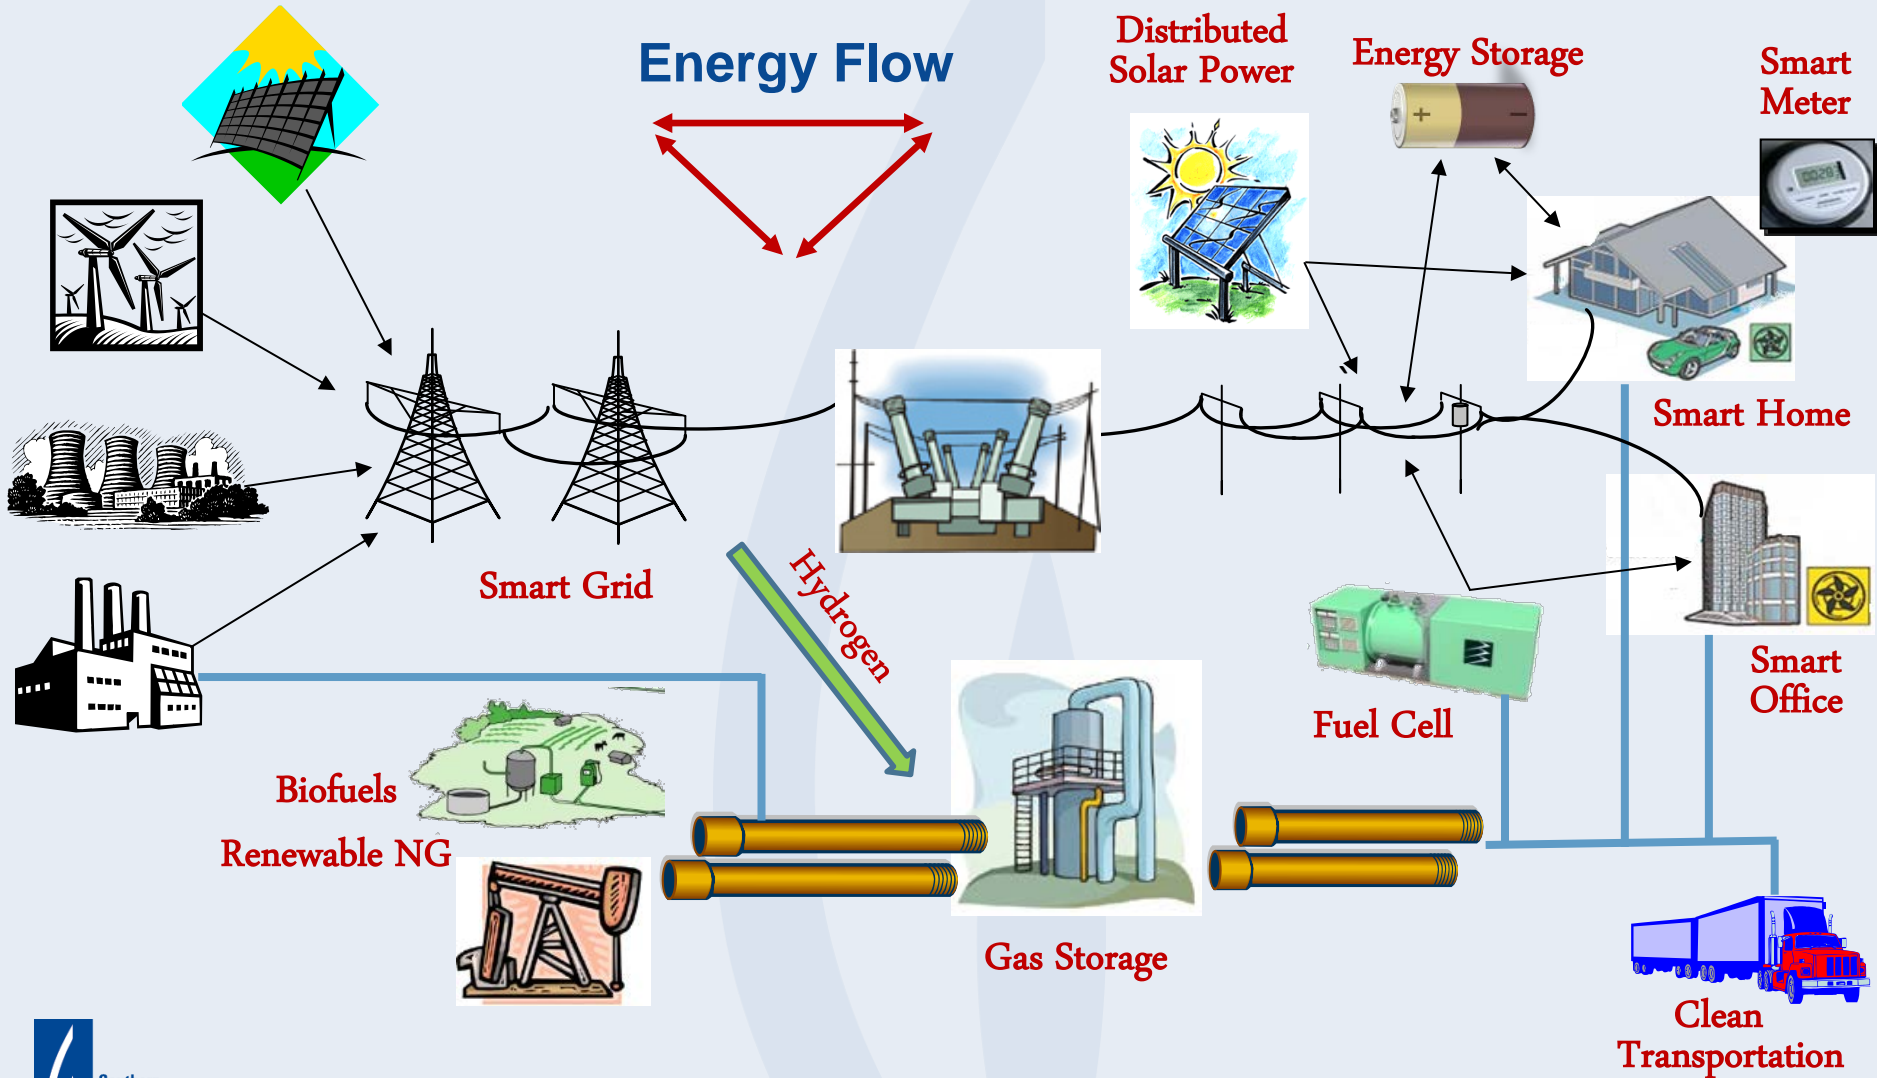 Energy Flow
Distributed
Solar Power
Energy Storage
Smart
Meter
+
−
Smart Home
Smart Grid
Hydrogen
Smart
Office
Fuel Cell
Biofuels
Renewable NG
Gas Storage
Clean
Transportation